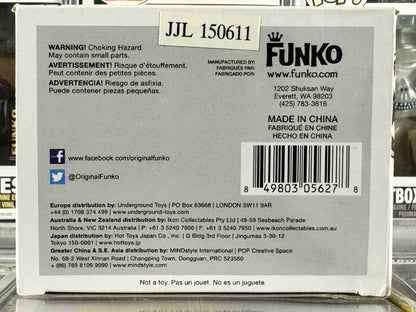 JJL 150611
WARNING! Choking Hazard.
May contain small parts.
AVERTISSEMENT! Risque d'étouffement.
Peut contenir des petites pièces.
ADVERTENCIA! Riesgo de asfixia.
Puede contener piezas pequeñas.
MANUFACTURED BY:
FABRIQUÉ PAR:
FABRICADO POR:
FUNKO
www.funko.com
1202 Shuksan Way
Everett, WA 98203
(425) 783-3616
MADE IN CHINA
FABRIQUÉ EN CHINE
HECHO EN CHINA
www.facebook.com/originalFunko
@OriginalFunko
8 49803 05627 8
Europe distribution by: Underground Toys | PO Box 63668 | LONDON SW11 9AR
+44 (0) 1708 374 499 | www.underground-toys.com
Australia & New Zealand distribution by: Ikon Collectables Pty Ltd | 49-59 Seabeach Parade
North Shore, VIC 3214 Australia | P: +61 3 5240 7900 | F: +61 3 5240 7950 | www.ikoncollectables.com.au
Japan distribution by: Hot Toys Japan Co., Inc. | G Bldg 3rd Floor | Jingumae 3-30-12
Tokyo 150-0001 | www.hottoys.jp
Greater China & S.E. Asia distribution by: MINDstyle International | POP Creative Space
No. 68-2 West Xinnan Road | Changping Town, Dongguan, PRC 523560
+ (86) 769 8109 9090 | www.mindstyle.com
Not a toy. Pas un jouet. No es un juguete.